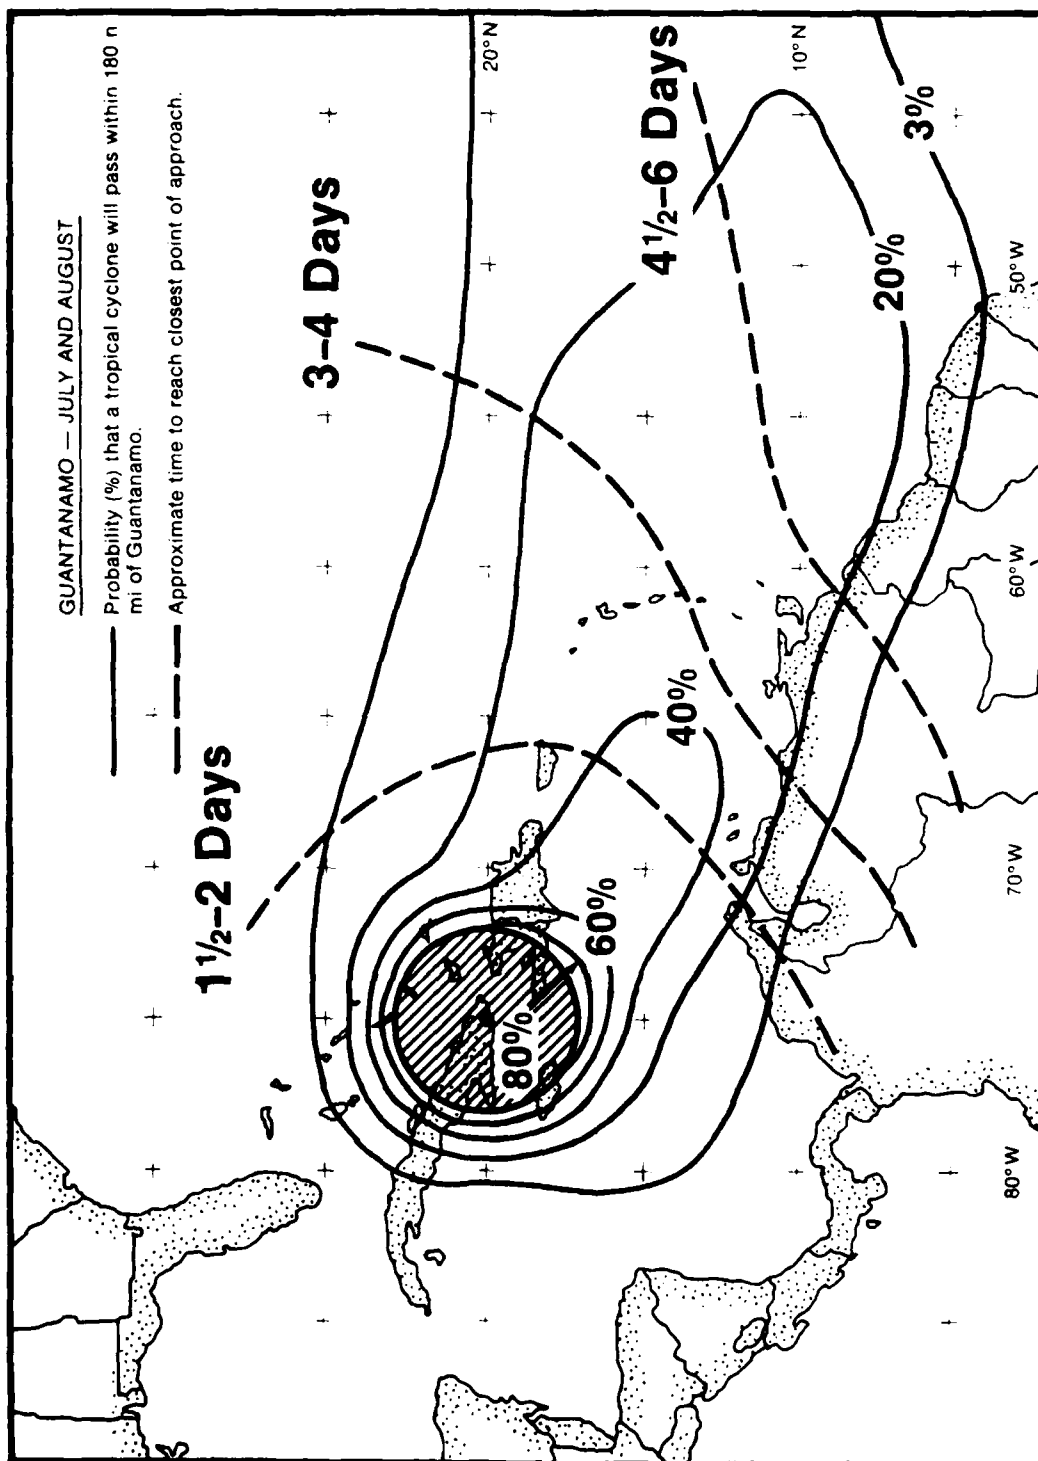 GUANTANAMO — JULY AND AUGUST
Probability (%) that a tropical cyclone will pass within 180 n
mi of Guantanamo.
Approximate time to reach closest point of approach.
1½–2 Days
3–4 Days
4½–6 Days
20°N
10°N
80%
60%
40%
20%
3%
80°W
70°W
60°W
50°W